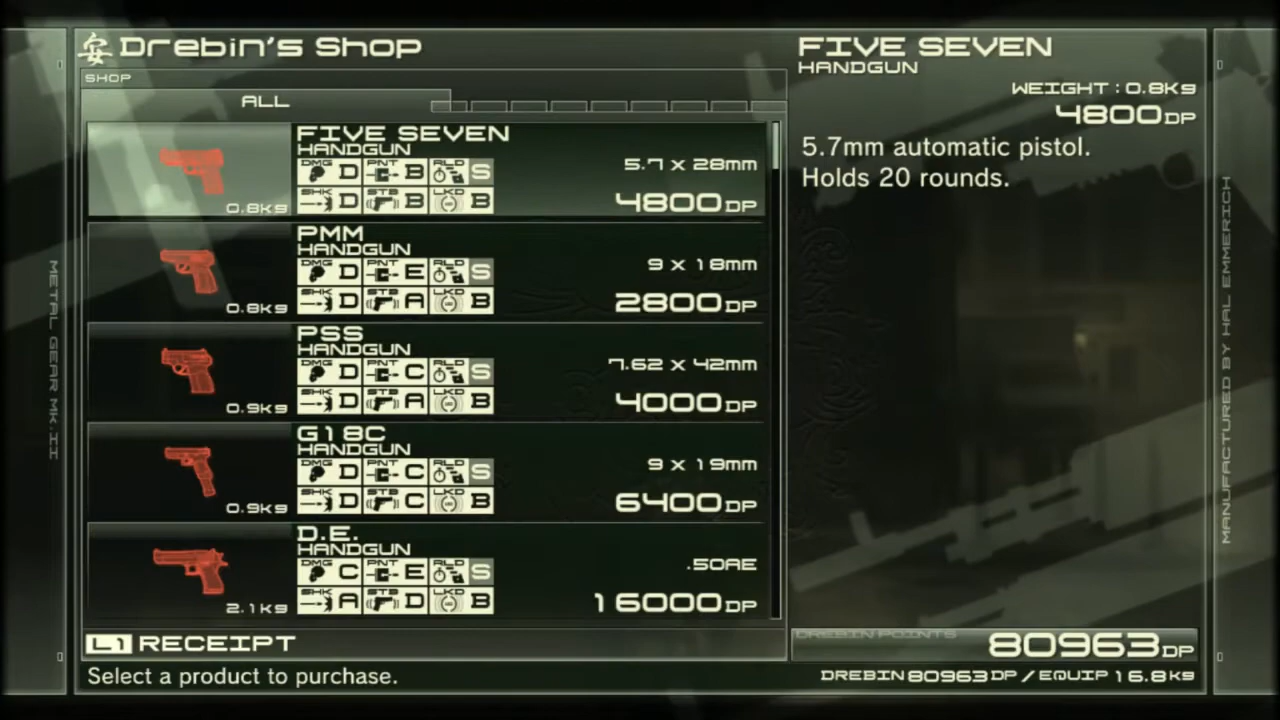 安 Drebin's Shop
SHOP
ALL
FIVE SEVEN
HANDGUN
DMG D PNT B RLD S
5.7 x 28mm
SHK D STB B LKD B
0.8Kg
4800DP
PMM
HANDGUN
DMG D PNT E RLD S
9 x 18mm
SHK D STB A LKD B
0.8Kg
2800DP
PSS
HANDGUN
DMG D PNT C RLD S
7.62 x 42mm
SHK D STB A LKD B
0.9Kg
4000DP
G18C
HANDGUN
DMG D PNT C RLD S
9 x 19mm
SHK D STB C LKD B
0.9Kg
6400DP
D.E.
HANDGUN
DMG C PNT E RLD S
.50AE
SHK A STB D LKD B
2.1Kg
16000DP
L1 RECEIPT
Select a product to purchase.
FIVE SEVEN
HANDGUN
WEIGHT : 0.8Kg
4800DP
5.7mm automatic pistol.
Holds 20 rounds.
DREBIN POINTS
80963DP
DREBIN 80963DP / EQUIP 16.8Kg
METAL GEAR MK.II
MANUFACTURED BY HAL EMMERICH